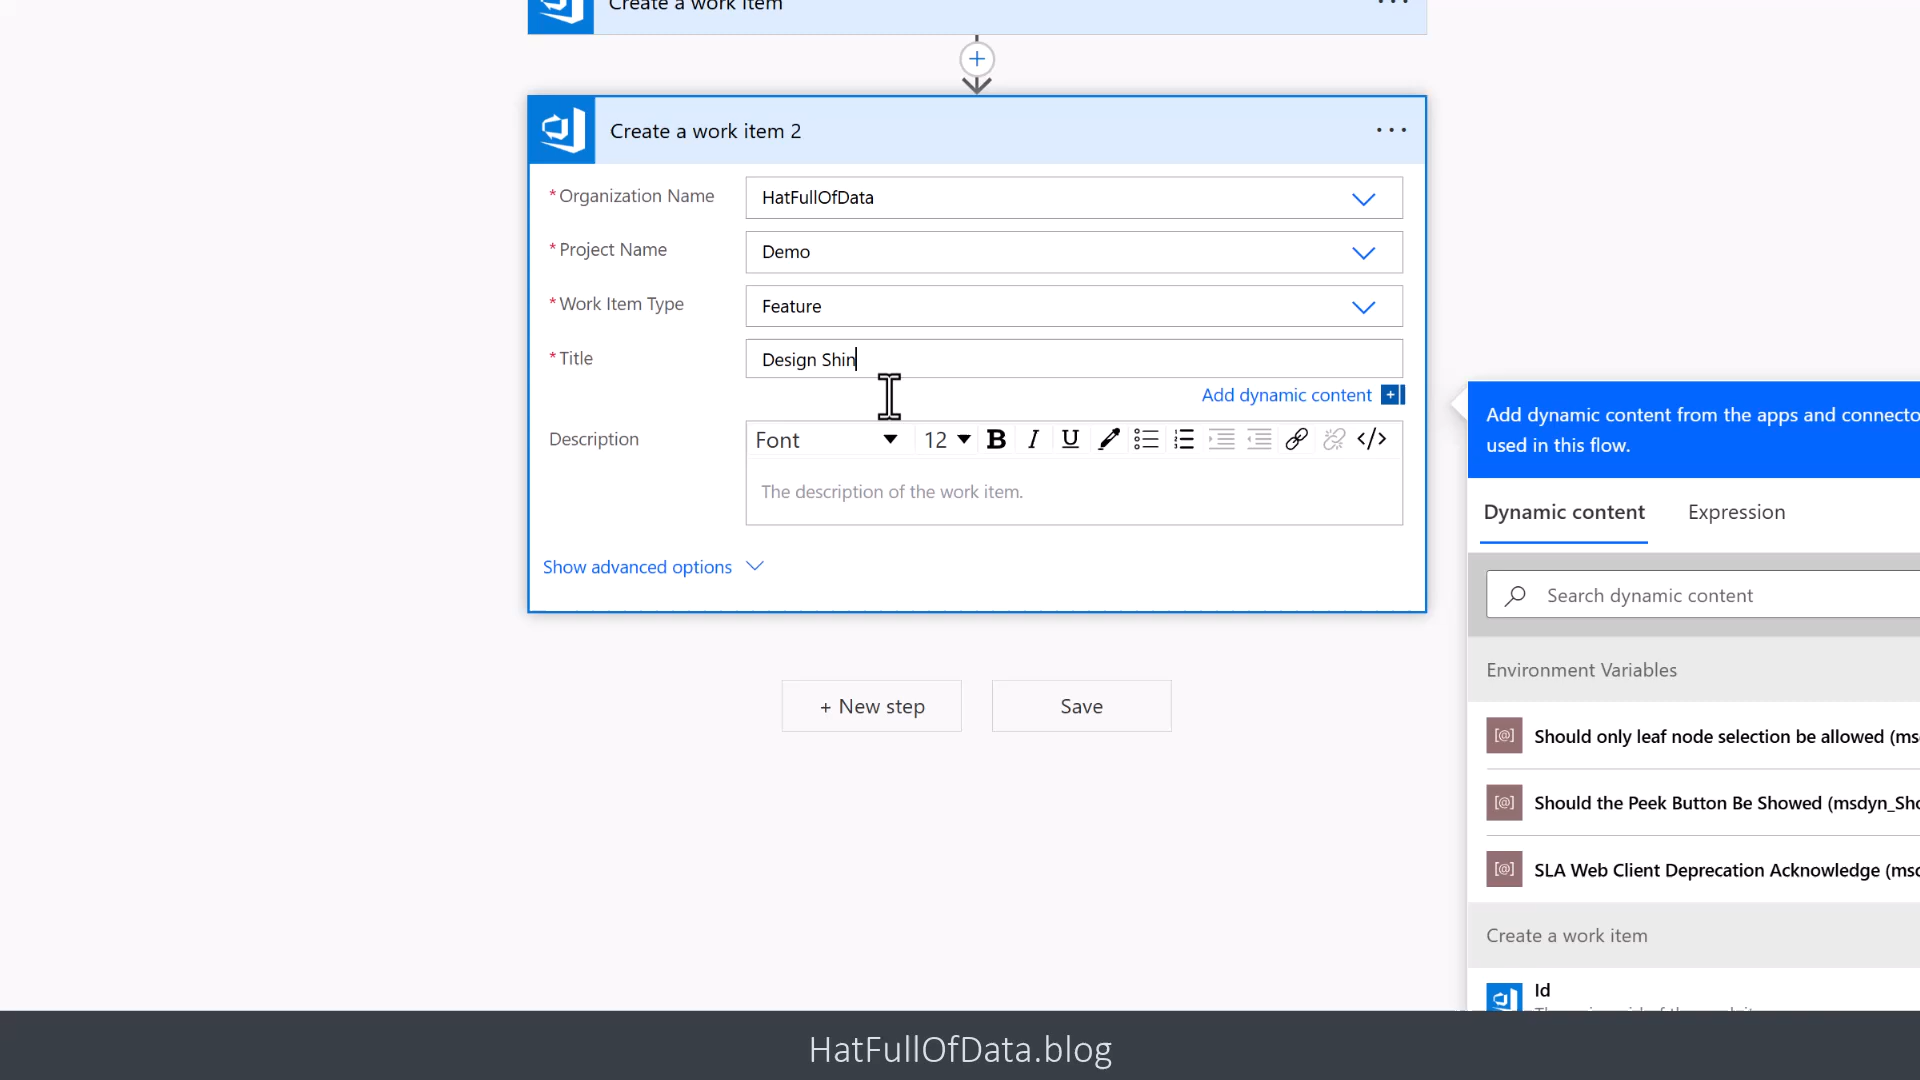 Create a work item
Create a work item 2
* Organization Name
HatFullOfData
* Project Name
Demo
* Work Item Type
Feature
* Title
Design Shin
Add dynamic content
Description
Font
12
The description of the work item.
Show advanced options
+ New step
Save
Add dynamic content from the apps and connecto
used in this flow.
Dynamic content
Expression
Search dynamic content
Environment Variables
Should only leaf node selection be allowed (ms
Should the Peek Button Be Showed (msdyn_Sho
SLA Web Client Deprecation Acknowledge (msd
Create a work item
Id
HatFullOfData.blog